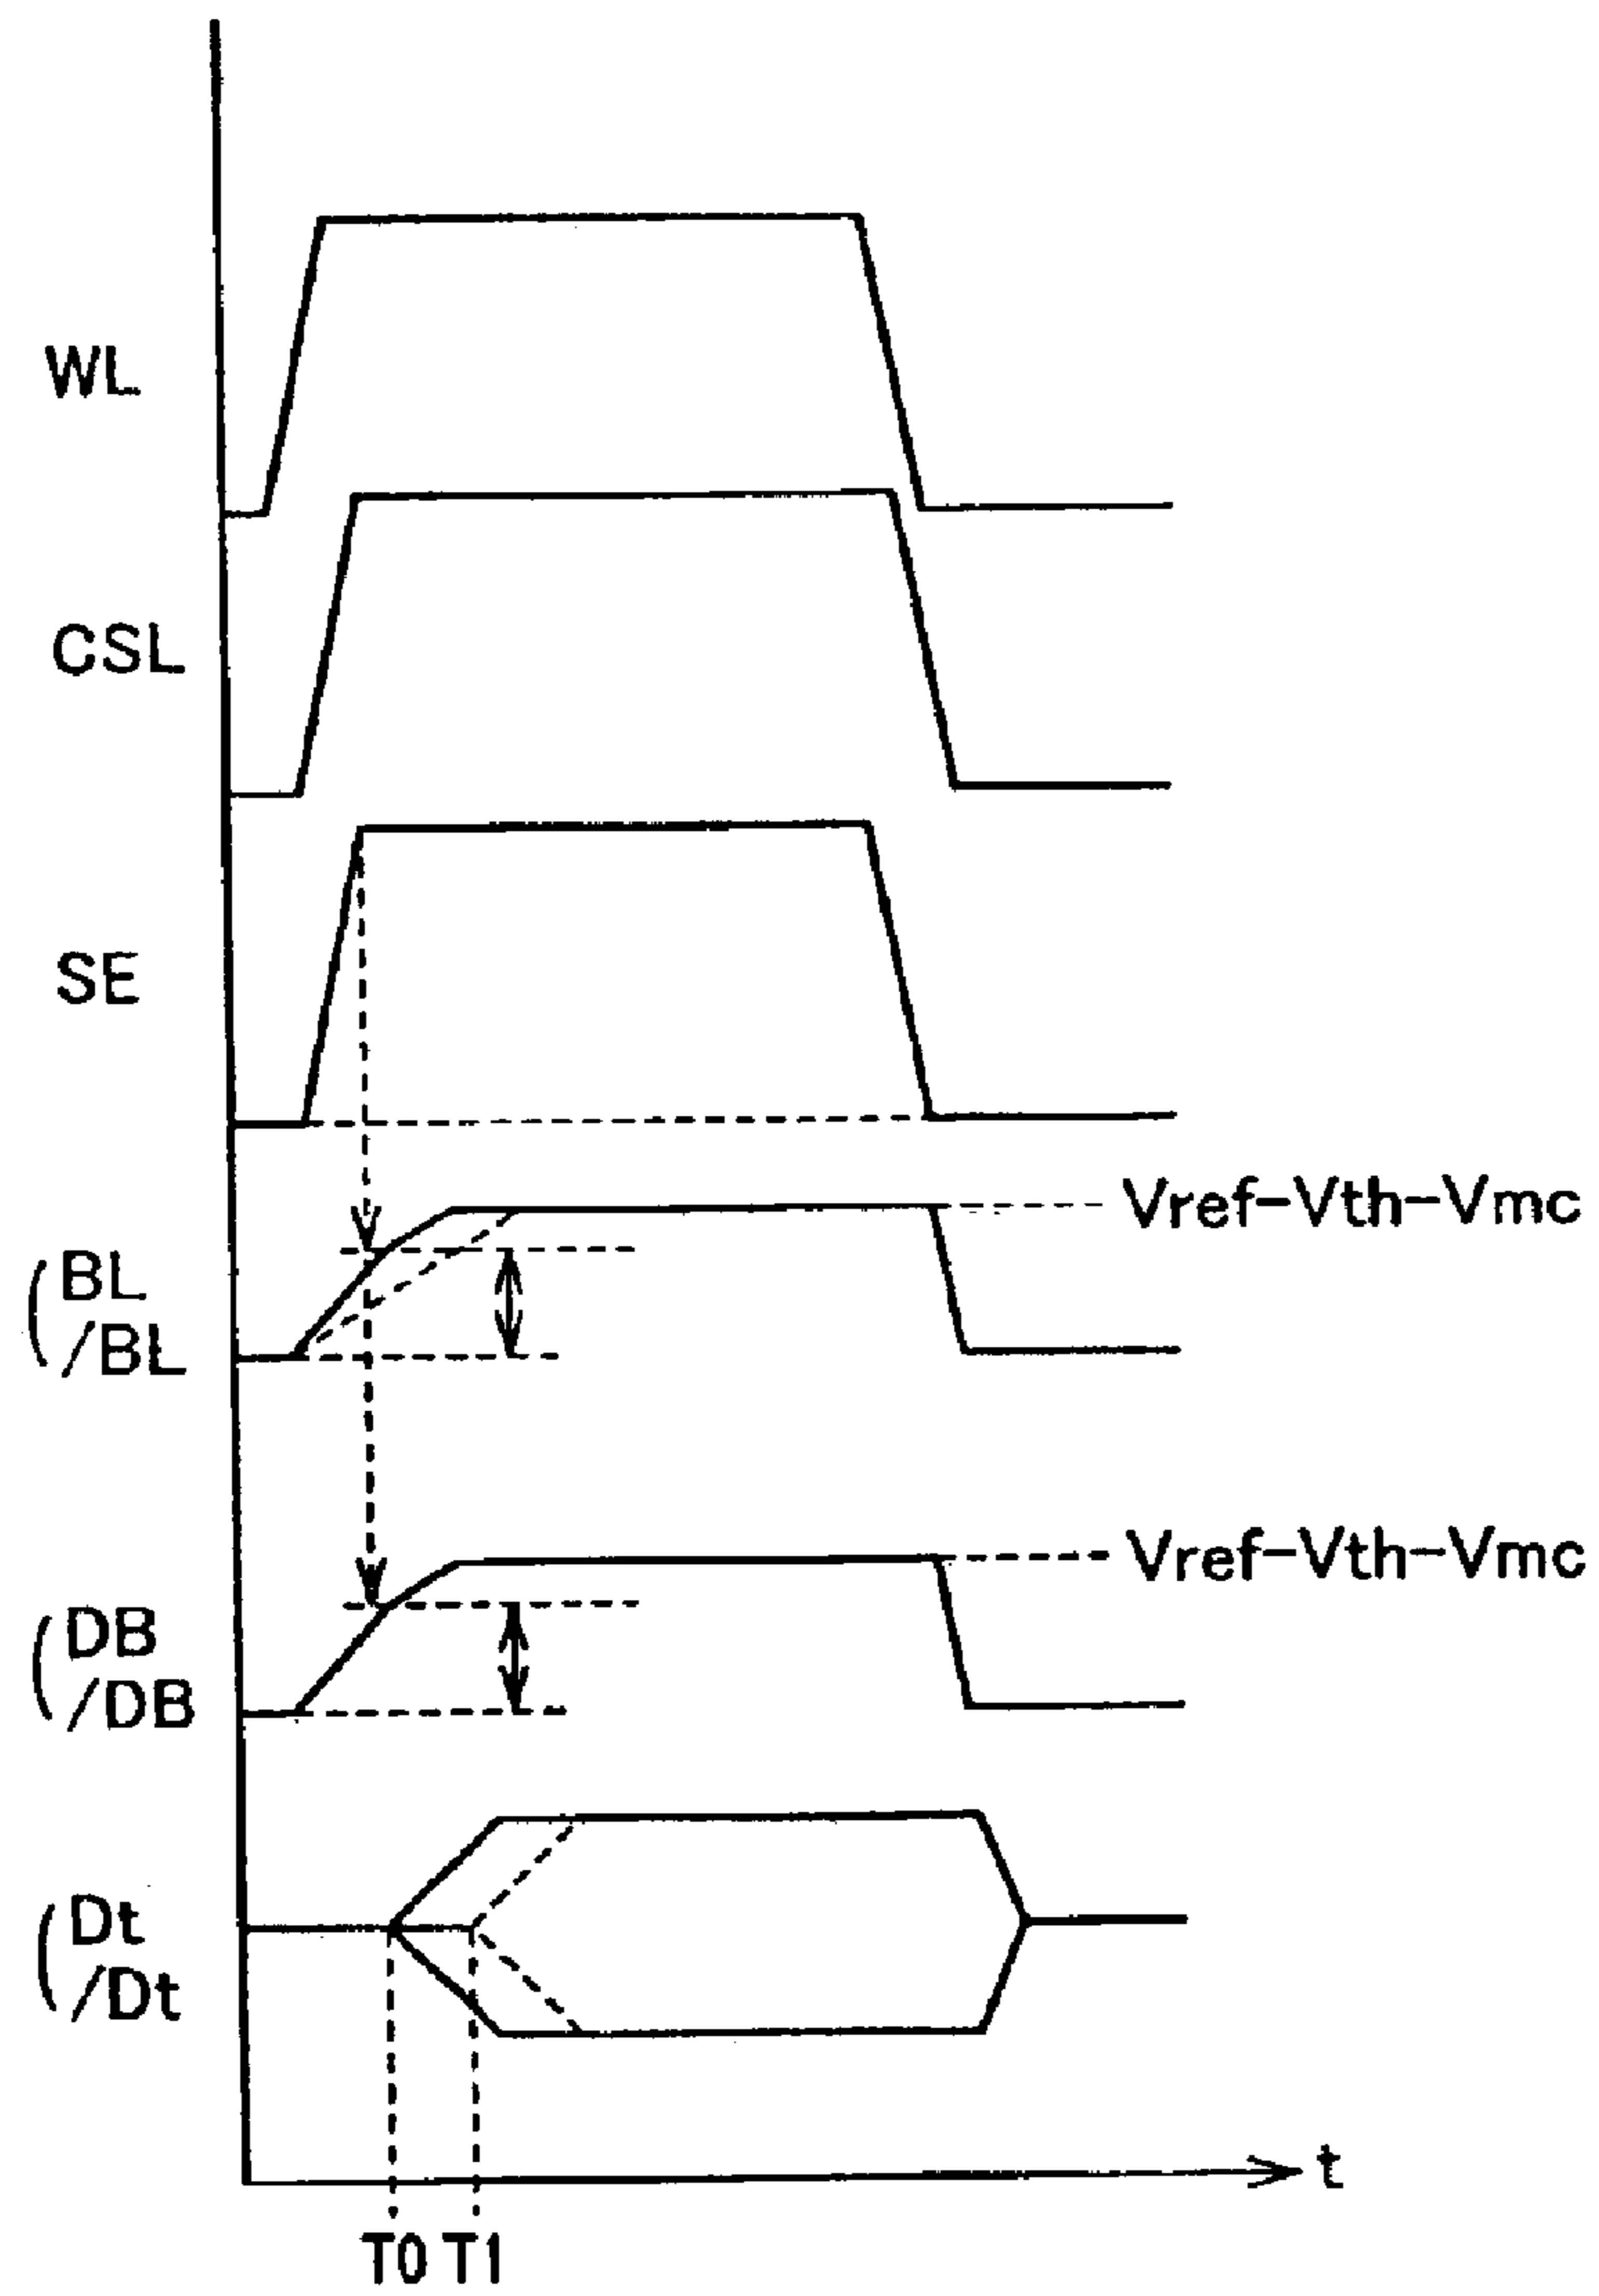 WL
CSL
SE
Vref-Vth-Vmc
BL
/BL
Vref-Vth-Vmc
DB
/DB
Dt
/Dt
t
T0 T1